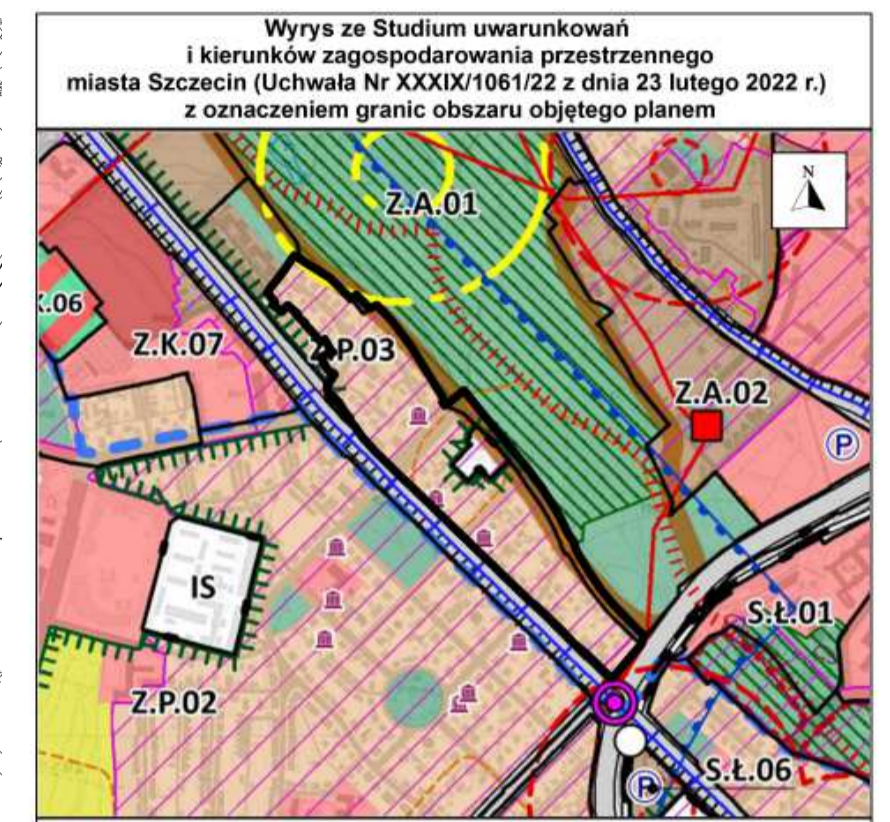 Wyrys ze Studium uwarunkowań
i kierunków zagospodarowania przestrzennego
miasta Szczecin (Uchwała Nr XXXIX/1061/22 z dnia 23 lutego 2022 r.)
z oznaczeniem granic obszaru objętego planem
N
Z.A.01
K.06
Z.K.07
Z.P.03
Z.A.02
P
IS
S.Ł.01
Z.P.02
S.Ł.06
P